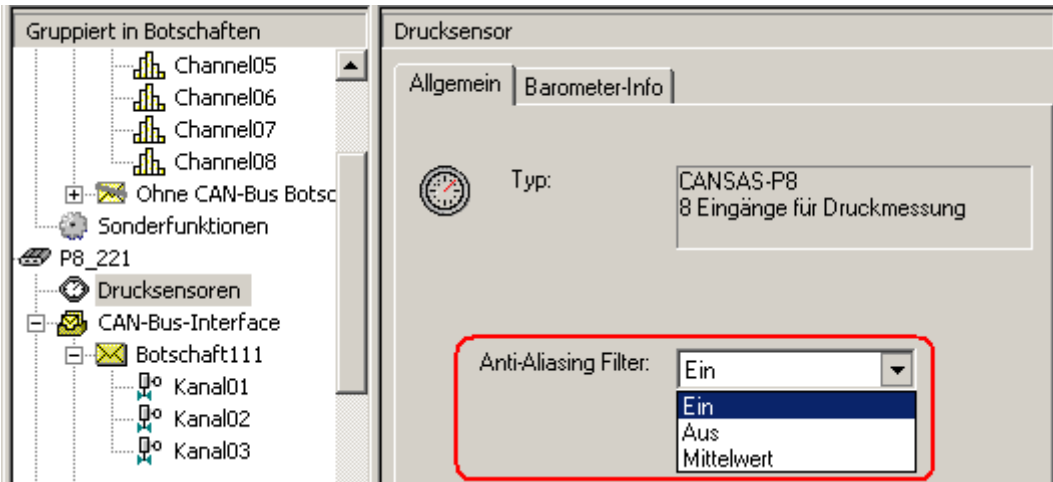 Gruppiert in Botschaften
Channel05
Channel06
Channel07
Channel08
Ohne CAN-Bus Botsc
Sonderfunktionen
P8_221
Drucksensoren
CAN-Bus-Interface
Botschaft111
Kanal01
Kanal02
Kanal03
Drucksensor
Allgemein
Barometer-Info
Typ:
CANSAS-P8
8 Eingänge für Druckmessung
Anti-Aliasing Filter:
Ein
Ein
Aus
Mittelwert